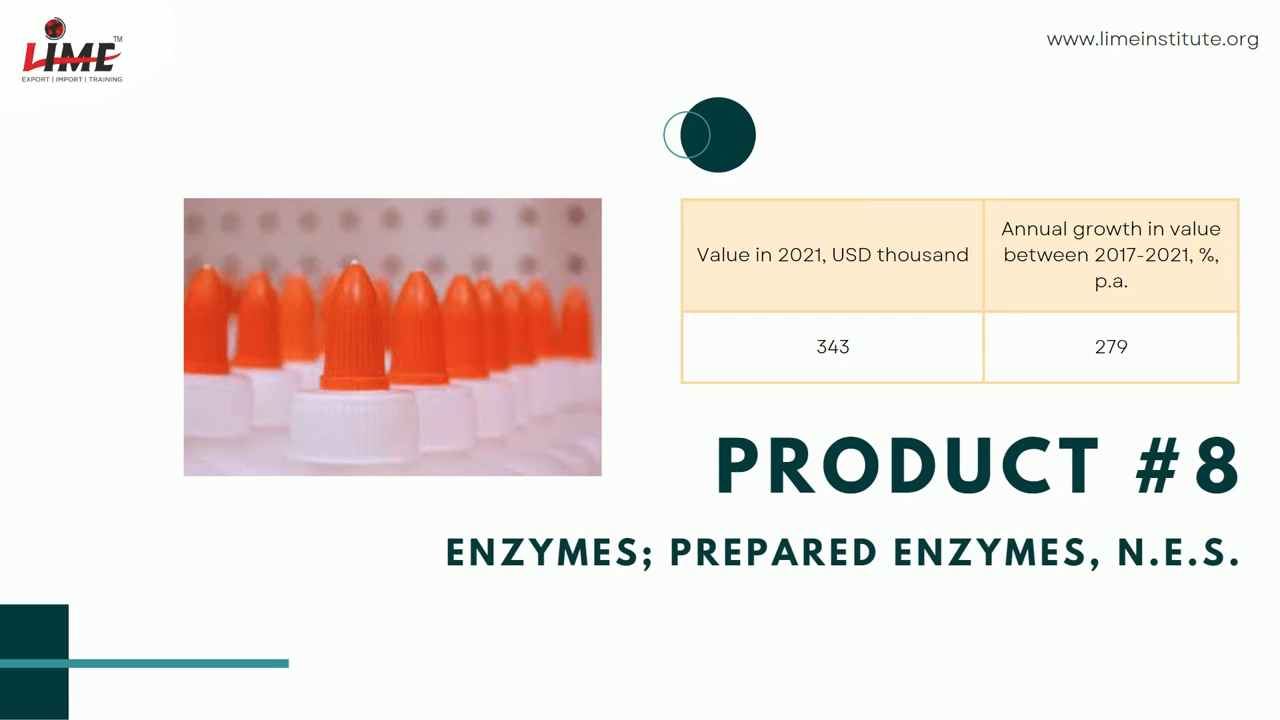 LIME TM
EXPORT | IMPORT | TRAINING
www.limeinstitute.org
Value in 2021, USD thousand
Annual growth in value
between 2017-2021, %,
p.a.
343
279
PRODUCT #8
ENZYMES; PREPARED ENZYMES, N.E.S.